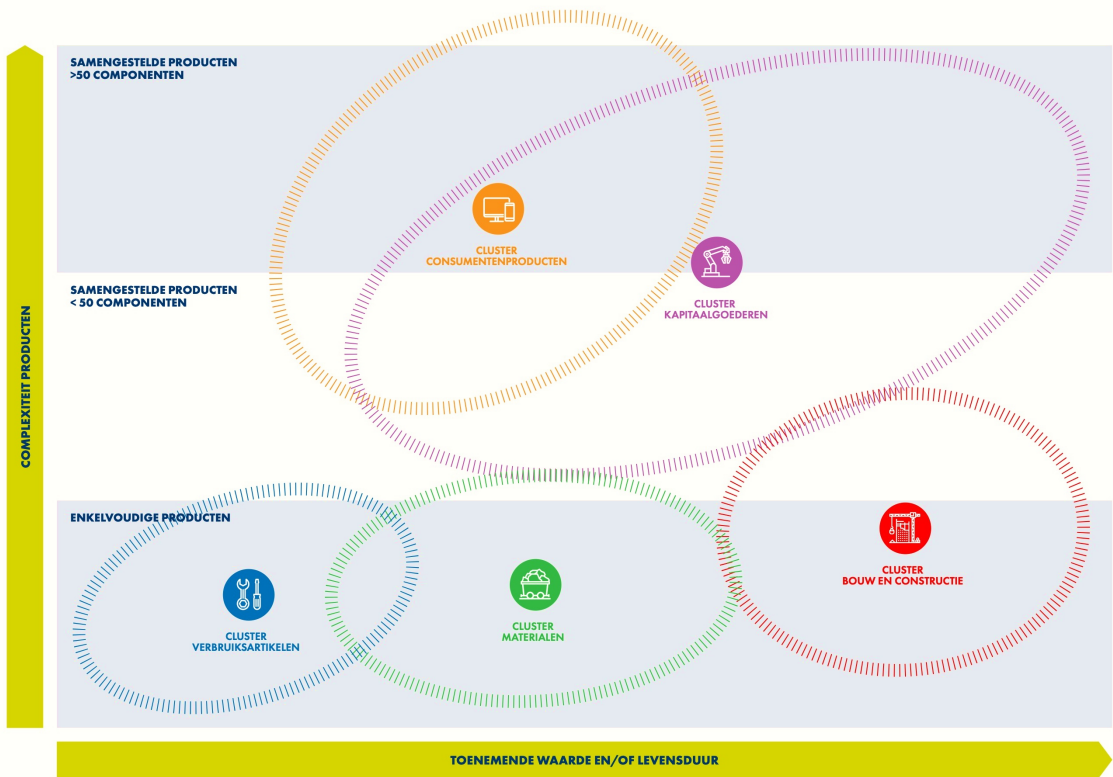 SAMENGESTELDE PRODUCTEN
>50 COMPONENTEN
CLUSTER
CONSUMENTENPRODUCTEN
SAMENGESTELDE PRODUCTEN
< 50 COMPONENTEN
CLUSTER
KAPITAALGOEDEREN
COMPLEXITEIT PRODUCTEN
ENKELVOUDIGE PRODUCTEN
CLUSTER
BOUW EN CONSTRUCTIE
CLUSTER
MATERIALEN
CLUSTER
VERBRUIKSARTIKELEN
TOENEMENDE WAARDE EN/OF LEVENSDUUR